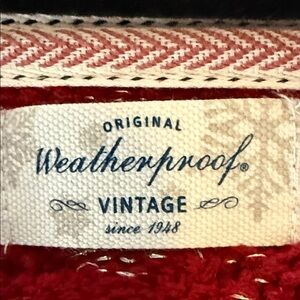 ORIGINAL
Weatherproof®
VINTAGE
since 1948